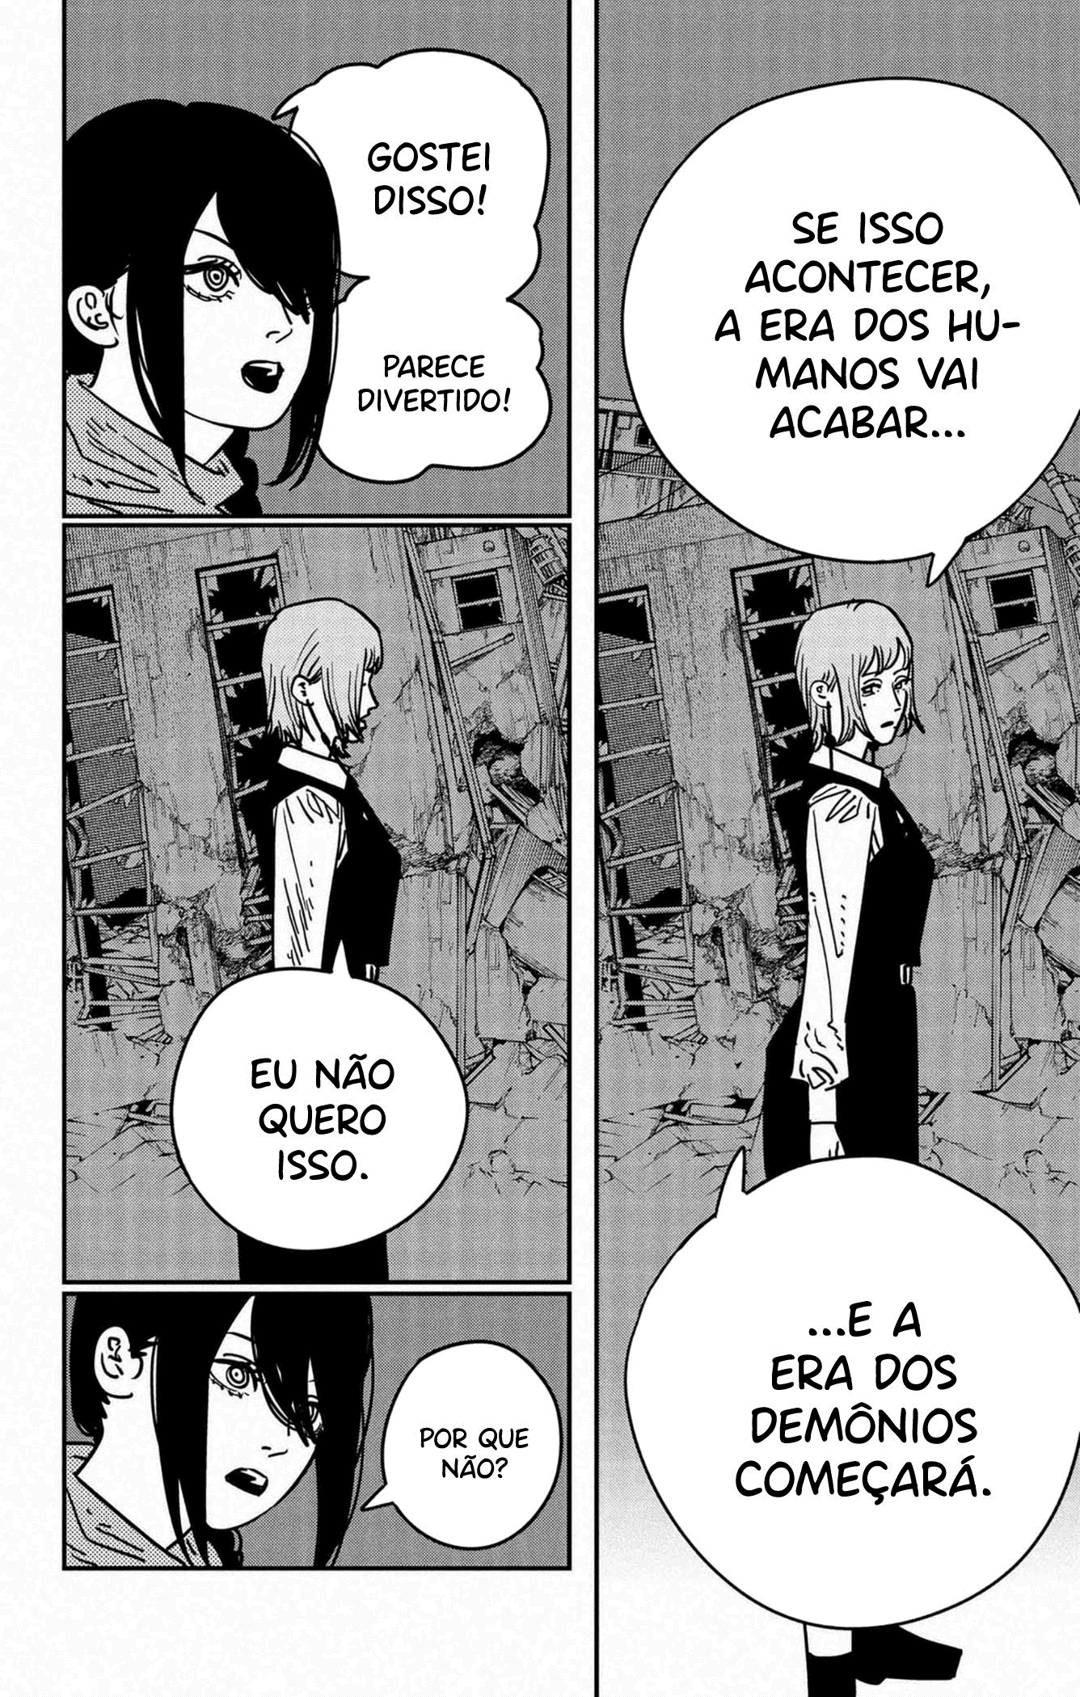 SE ISSO
ACONTECER,
A ERA DOS HU-
MANOS VAI
ACABAR...
...E A
ERA DOS
DEMÔNIOS
COMEÇARÁ.
GOSTEI
DISSO!
PARECE
DIVERTIDO!
EU NÃO
QUERO
ISSO.
POR QUE
NÃO?